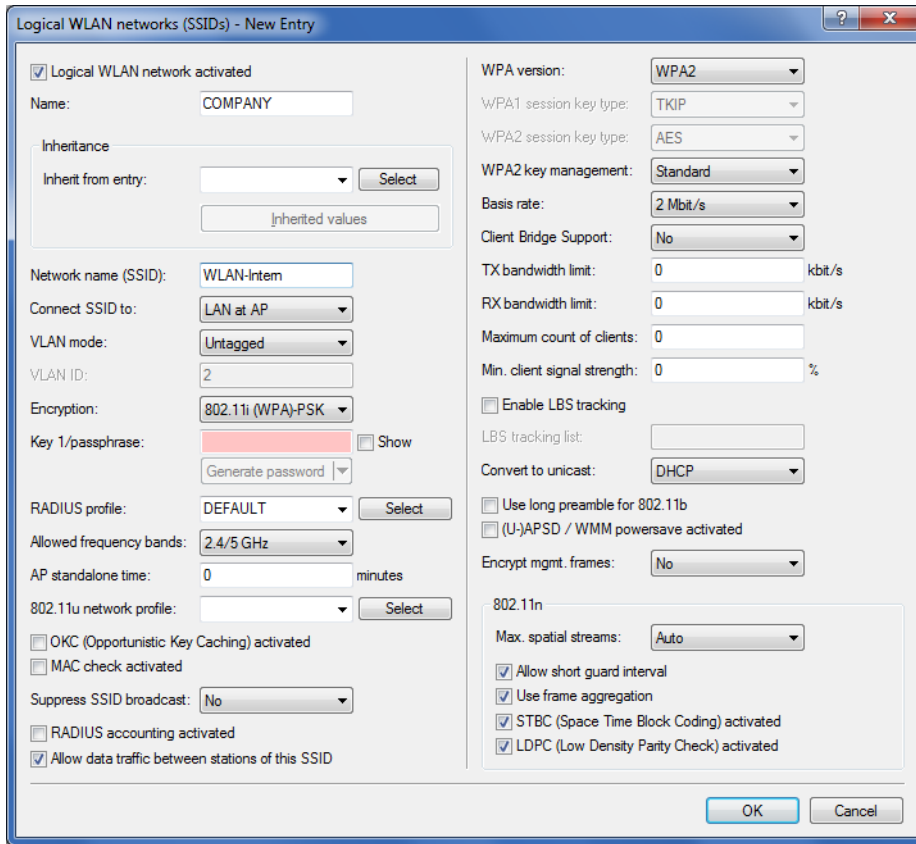 Logical WLAN networks (SSIDs) - New Entry
Logical WLAN network activated
Name: COMPANY
Inheritance
Inherit from entry: Select
Inherited values
Network name (SSID): WLAN-Intern
Connect SSID to: LAN at AP
VLAN mode: Untagged
VLAN ID: 2
Encryption: 802.11i (WPA)-PSK
Key 1/passphrase: Show
Generate password
RADIUS profile: DEFAULT Select
Allowed frequency bands: 2.4/5 GHz
AP standalone time: 0 minutes
802.11u network profile: Select
OKC (Opportunistic Key Caching) activated
MAC check activated
Suppress SSID broadcast: No
RADIUS accounting activated
Allow data traffic between stations of this SSID
WPA version: WPA2
WPA1 session key type: TKIP
WPA2 session key type: AES
WPA2 key management: Standard
Basis rate: 2 Mbit/s
Client Bridge Support: No
TX bandwidth limit: 0 kbit/s
RX bandwidth limit: 0 kbit/s
Maximum count of clients: 0
Min. client signal strength: 0 %
Enable LBS tracking
LBS tracking list:
Convert to unicast: DHCP
Use long preamble for 802.11b
(U-)APSD / WMM powersave activated
Encrypt mgmt. frames: No
802.11n
Max. spatial streams: Auto
Allow short guard interval
Use frame aggregation
STBC (Space Time Block Coding) activated
LDPC (Low Density Parity Check) activated
OK Cancel